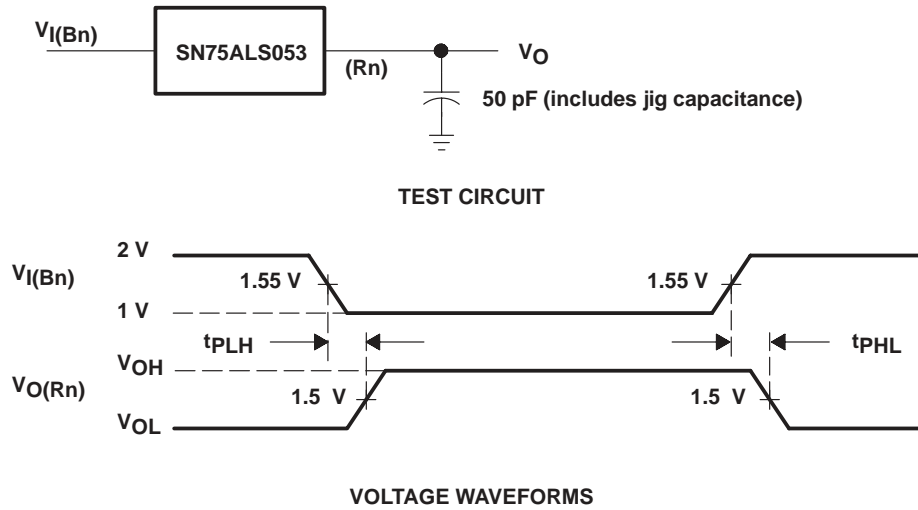 VI(Bn)
SN75ALS053
(Rn)
VO
50 pF (includes jig capacitance)
TEST CIRCUIT
VI(Bn)
2 V
1.55 V
1.55 V
1 V
tPLH
tPHL
VO(Rn)
VOH
1.5 V
1.5 V
VOL
VOLTAGE WAVEFORMS